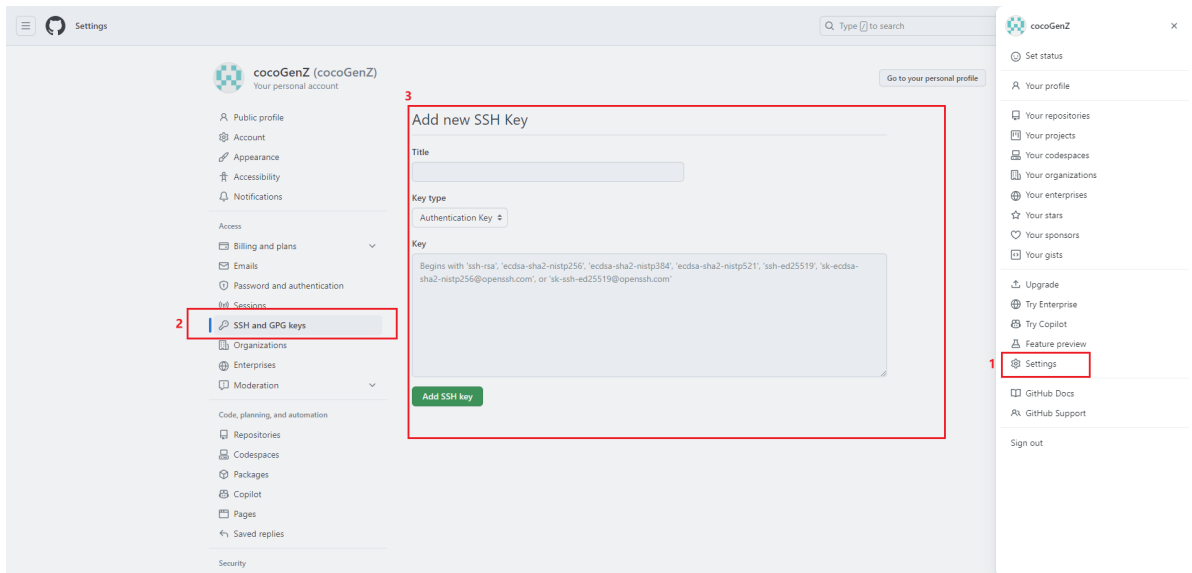 Settings
Type / to search
cocoGenZ (cocoGenZ)
Your personal account
Go to your personal profile
Public profile
Account
Appearance
Accessibility
Notifications
Access
Billing and plans
Emails
Password and authentication
Sessions
2
SSH and GPG keys
Organizations
Enterprises
Moderation
Code, planning, and automation
Repositories
Codespaces
Packages
Copilot
Pages
Saved replies
Security
3
Add new SSH Key
Title
Key type
Authentication Key
Key
Begins with 'ssh-rsa', 'ecdsa-sha2-nistp256', 'ecdsa-sha2-nistp384', 'ecdsa-sha2-nistp521', 'ssh-ed25519', 'sk-ecdsa-
sha2-nistp256@openssh.com', or 'sk-ssh-ed25519@openssh.com'
Add SSH key
cocoGenZ
Set status
Your profile
Your repositories
Your projects
Your codespaces
Your organizations
Your enterprises
Your stars
Your sponsors
Your gists
Upgrade
Try Enterprise
Try Copilot
Feature preview
1
Settings
GitHub Docs
GitHub Support
Sign out